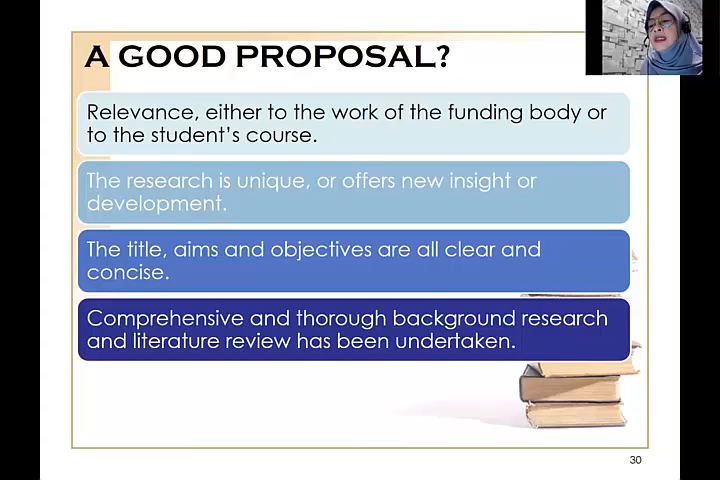 A GOOD PROPOSAL?
Relevance, either to the work of the funding body or
to the student's course.
The research is unique, or offers new insight or
development.
The title, aims and objectives are all clear and
concise.
Comprehensive and thorough background research
and literature review has been undertaken.
30